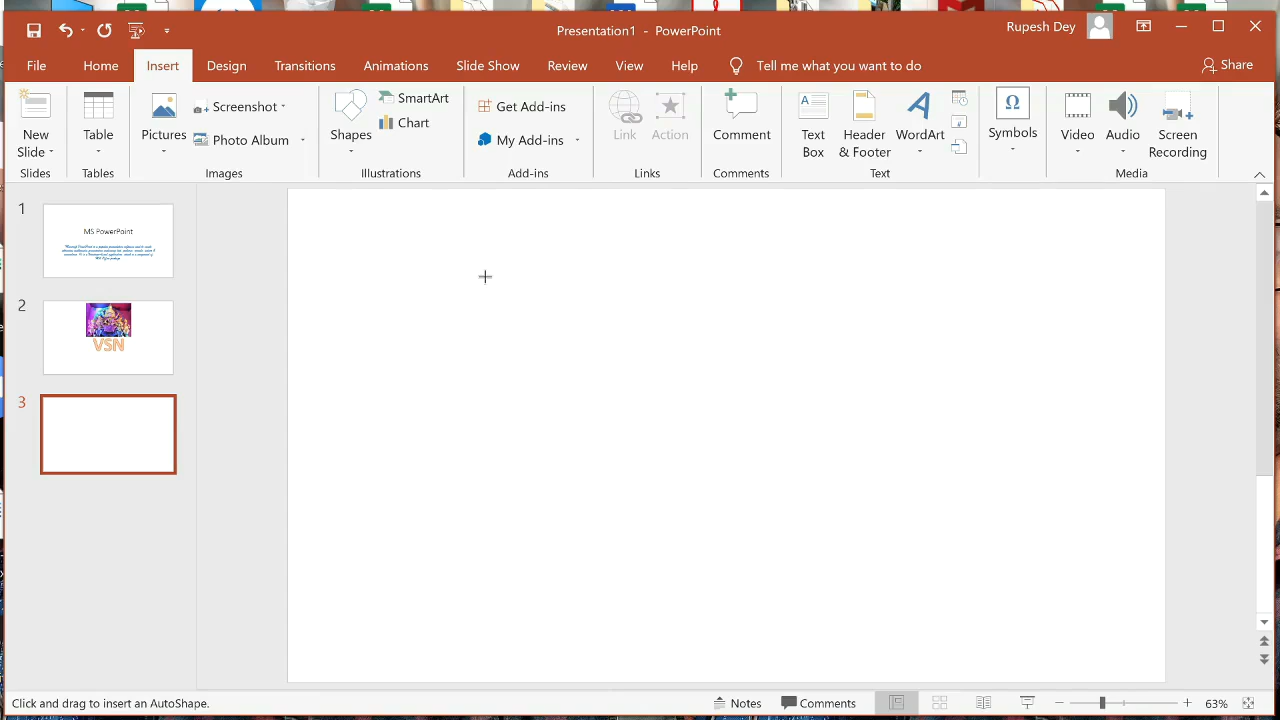 Presentation1 - PowerPoint
Rupesh Dey
File Home Insert Design Transitions Animations Slide Show Review View Help Tell me what you want to do Share
New Slide
Table
Pictures
Screenshot
Photo Album
Shapes
SmartArt
Chart
Get Add-ins
My Add-ins
Link
Action
Comment
Text Box
Header & Footer
WordArt
Symbols
Video
Audio
Screen Recording
Slides Tables Images Illustrations Add-ins Links Comments Text Media
1
MS PowerPoint
2
VSN
3
Click and drag to insert an AutoShape.
Notes Comments 63%